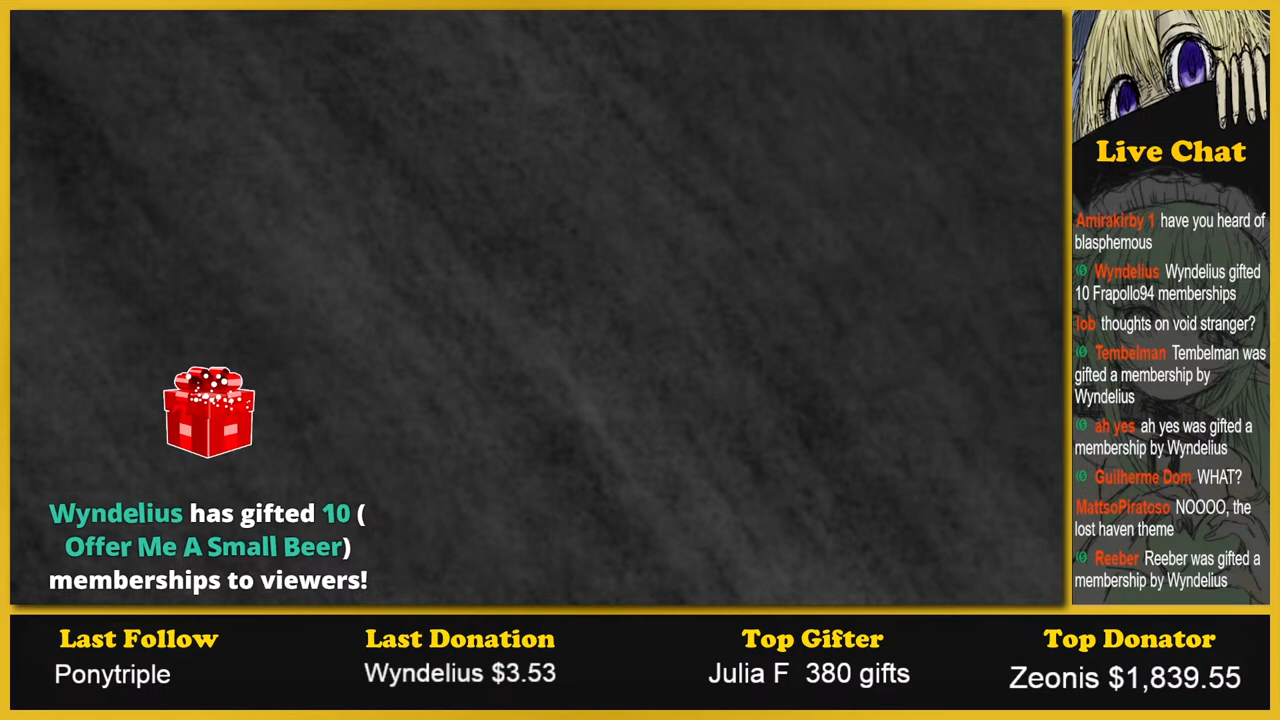 Live Chat
Amirakirby 1 have you heard of
blasphemous
Wyndelius Wyndelius gifted
10 Frapollo94 memberships
lob thoughts on void stranger?
Tembelman Tembelman was
gifted a membership by
Wyndelius
ah yes ah yes was gifted a
membership by Wyndelius
Guilherme Dom WHAT?
MattsoPiratoso NOOOO, the
lost haven theme
Reeber Reeber was gifted a
membership by Wyndelius
Wyndelius has gifted 10 (
Offer Me A Small Beer)
memberships to viewers!
Last Follow
Ponytriple
Last Donation
Wyndelius $3.53
Top Gifter
Julia F 380 gifts
Top Donator
Zeonis $1,839.55